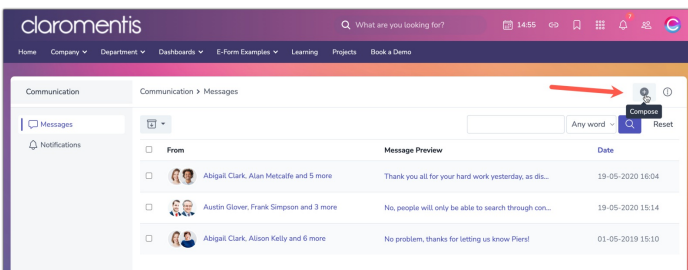 claromentis
What are you looking for?
14:55
7
Home Company Department Dashboards E-Form Examples Learning Projects Book a Demo
Communication
Communication > Messages
Compose
Messages
Notifications
Any word
Reset
From Message Preview Date
Abigail Clark, Alan Metcalfe and 5 more Thank you all for your hard work yesterday, as dis... 19-05-2020 16:04
Austin Glover, Frank Simpson and 3 more No, people will only be able to search through con... 19-05-2020 15:14
Abigail Clark, Alison Kelly and 6 more No problem, thanks for letting us know Piers! 01-05-2019 15:10